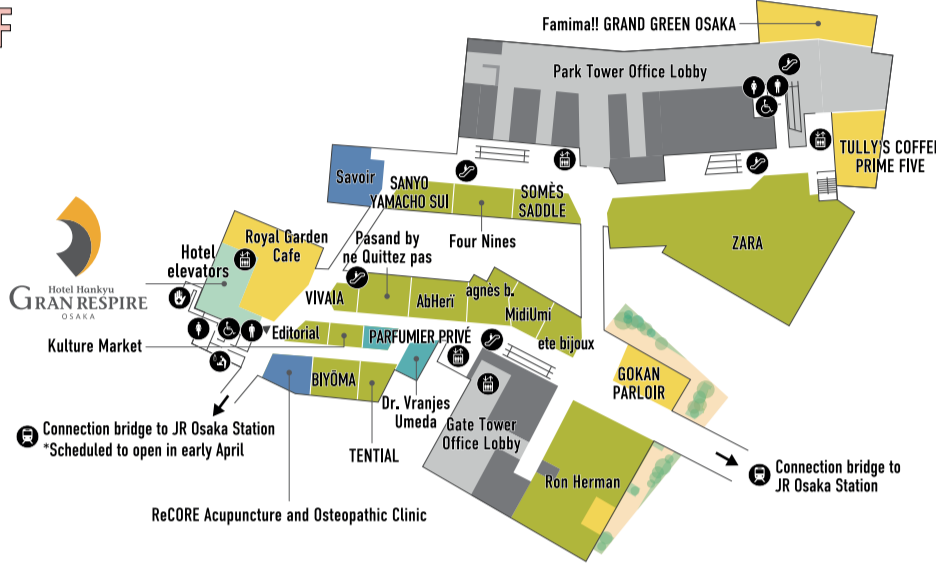 F
Famima!! GRAND GREEN OSAKA
Park Tower Office Lobby
TULLY'S COFFEE
PRIME FIVE
Savoir
SANYO
YAMACHO SUI
SOMÈS
SADDLE
Four Nines
ZARA
Royal Garden
Cafe
Hotel
elevators
Pasand by
ne Quittez pas
Hotel Hankyu
GRANRESPIRE
OSAKA
VIVAIA
AbHerï
agnès b.
MidiUmi
ete bijoux
Editorial
PARFUMIER PRIVÉ
Kulture Market
BIYŌMA
Dr. Vranjes
Umeda
TENTIAL
GOKAN
PARLOIR
Gate Tower
Office Lobby
Ron Herman
Connection bridge to JR Osaka Station
*Scheduled to open in early April
Connection bridge to
JR Osaka Station
ReCORE Acupuncture and Osteopathic Clinic